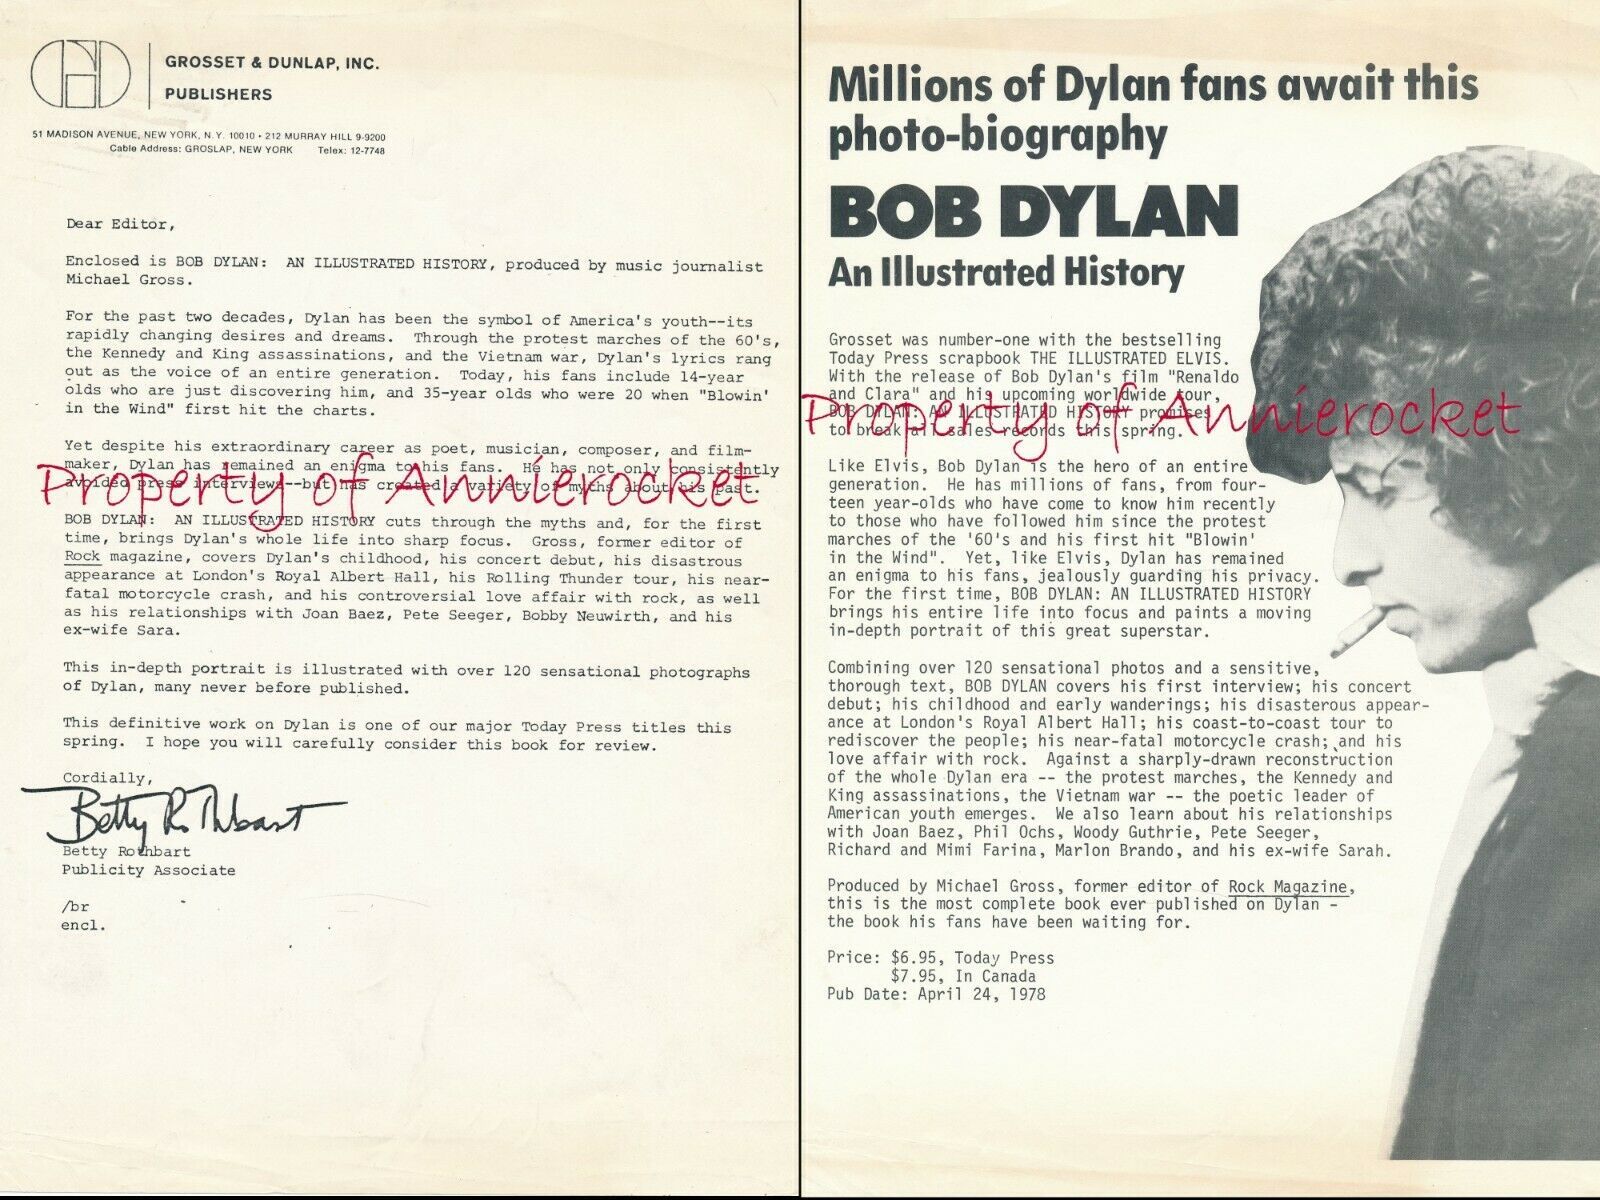 GROSSET & DUNLAP, INC.
PUBLISHERS
51 MADISON AVENUE, NEW YORK, N.Y. 10010 • 212 MURRAY HILL 9-9200
Cable Address: GROSLAP, NEW YORK Telex: 12-7748
Dear Editor,
Enclosed is BOB DYLAN: AN ILLUSTRATED HISTORY, produced by music journalist
Michael Gross.
For the past two decades, Dylan has been the symbol of America's youth--its
rapidly changing desires and dreams. Through the protest marches of the 60's,
the Kennedy and King assassinations, and the Vietnam war, Dylan's lyrics rang
out as the voice of an entire generation. Today, his fans include 14-year
olds who are just discovering him, and 35-year olds who were 20 when "Blowin'
in the Wind" first hit the charts.
Yet despite his extraordinary career as poet, musician, composer, and film-
maker, Dylan has remained an enigma to his fans. He has not only consistently
avoided press interviews--but has created a variety of myths about his past.
Property of Annierocket
BOB DYLAN: AN ILLUSTRATED HISTORY cuts through the myths and, for the first
time, brings Dylan's whole life into sharp focus. Gross, former editor of
Rock magazine, covers Dylan's childhood, his concert debut, his disastrous
appearance at London's Royal Albert Hall, his Rolling Thunder tour, his near-
fatal motorcycle crash, and his controversial love affair with rock, as well
as his relationships with Joan Baez, Pete Seeger, Bobby Neuwirth, and his
ex-wife Sara.
This in-depth portrait is illustrated with over 120 sensational photographs
of Dylan, many never before published.
This definitive work on Dylan is one of our major Today Press titles this
spring. I hope you will carefully consider this book for review.
Cordially,
Betty Rothbart
Betty Rothbart
Publicity Associate
/br
encl.
Millions of Dylan fans await this
photo-biography
BOB DYLAN
An Illustrated History
Grosset was number-one with the bestselling
Today Press scrapbook THE ILLUSTRATED ELVIS.
With the release of Bob Dylan's film "Renaldo
and Clara" and his upcoming worldwide tour,
BOB DYLAN: AN ILLUSTRATED HISTORY promises
to break all sales records this spring.
Property of Annierocket
Like Elvis, Bob Dylan is the hero of an entire
generation. He has millions of fans, from four-
teen year-olds who have come to know him recently
to those who have followed him since the protest
marches of the '60's and his first hit "Blowin'
in the Wind". Yet, like Elvis, Dylan has remained
an enigma to his fans, jealously guarding his privacy.
For the first time, BOB DYLAN: AN ILLUSTRATED HISTORY
brings his entire life into focus and paints a moving
in-depth portrait of this great superstar.
Combining over 120 sensational photos and a sensitive,
thorough text, BOB DYLAN covers his first interview; his concert
debut; his childhood and early wanderings; his disasterous appear-
ance at London's Royal Albert Hall; his coast-to-coast tour to
rediscover the people; his near-fatal motorcycle crash; and his
love affair with rock. Against a sharply-drawn reconstruction
of the whole Dylan era -- the protest marches, the Kennedy and
King assassinations, the Vietnam war -- the poetic leader of
American youth emerges. We also learn about his relationships
with Joan Baez, Phil Ochs, Woody Guthrie, Pete Seeger,
Richard and Mimi Farina, Marlon Brando, and his ex-wife Sarah.
Produced by Michael Gross, former editor of Rock Magazine,
this is the most complete book ever published on Dylan -
the book his fans have been waiting for.
Price: $6.95, Today Press
$7.95, In Canada
Pub Date: April 24, 1978